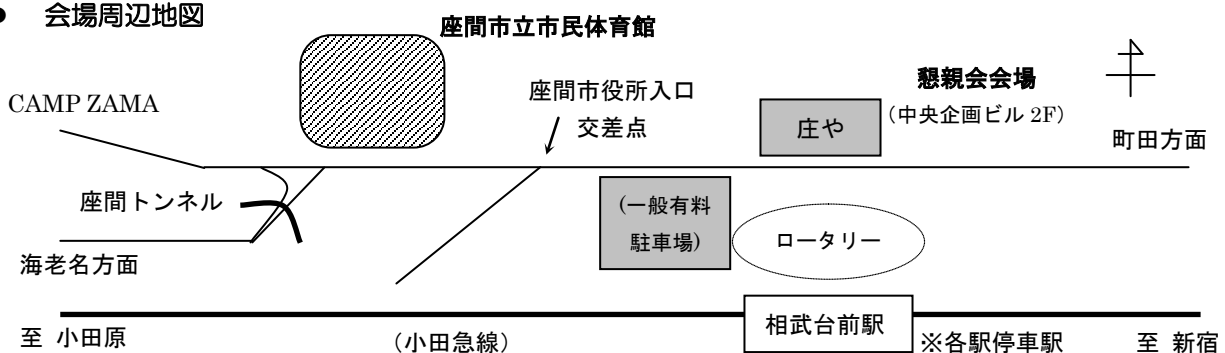 ● 会場周辺地図
座間市立市民体育館
CAMP ZAMA
座間市役所入口
交差点
懇親会会場
(中央企画ビル 2F)
庄や
町田方面
座間トンネル
(一般有料
駐車場)
ロータリー
海老名方面
相武台前駅
至 小田原
(小田急線)
※各駅停車駅
至 新宿